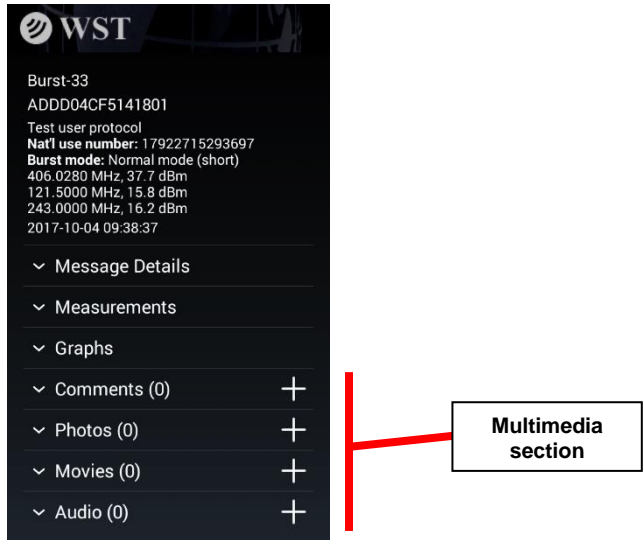 WST
Burst-33
ADDD04CF5141801
Test user protocol
Nat'l use number: 17922715293697
Burst mode: Normal mode (short)
406.0280 MHz, 37.7 dBm
121.5000 MHz, 15.8 dBm
243.0000 MHz, 16.2 dBm
2017-10-04 09:38:37
Message Details
Measurements
Graphs
Comments (0)
Photos (0)
Movies (0)
Audio (0)
Multimedia
section